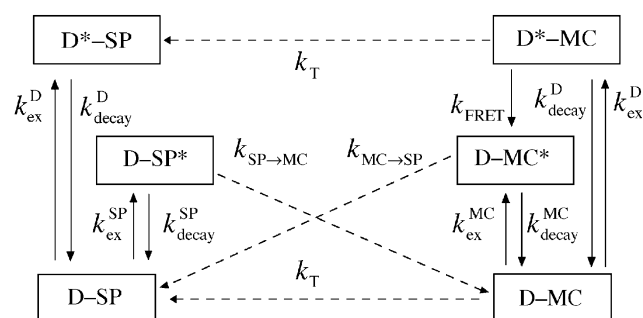 D*–SP
D*–MC
k_T
k_ex^D
k_decay^D
k_FRET
k_decay^D
k_ex^D
D–SP*
k_SP→MC
k_MC→SP
D–MC*
k_ex^SP
k_decay^SP
k_ex^MC
k_decay^MC
k_T
D–SP
D–MC